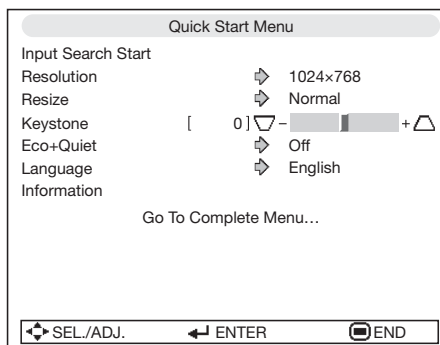 Quick Start Menu
Input Search Start
Resolution 1024×768
Resize Normal
Keystone [ 0] – +
Eco+Quiet Off
Language English
Information
Go To Complete Menu…
SEL./ADJ. ENTER END